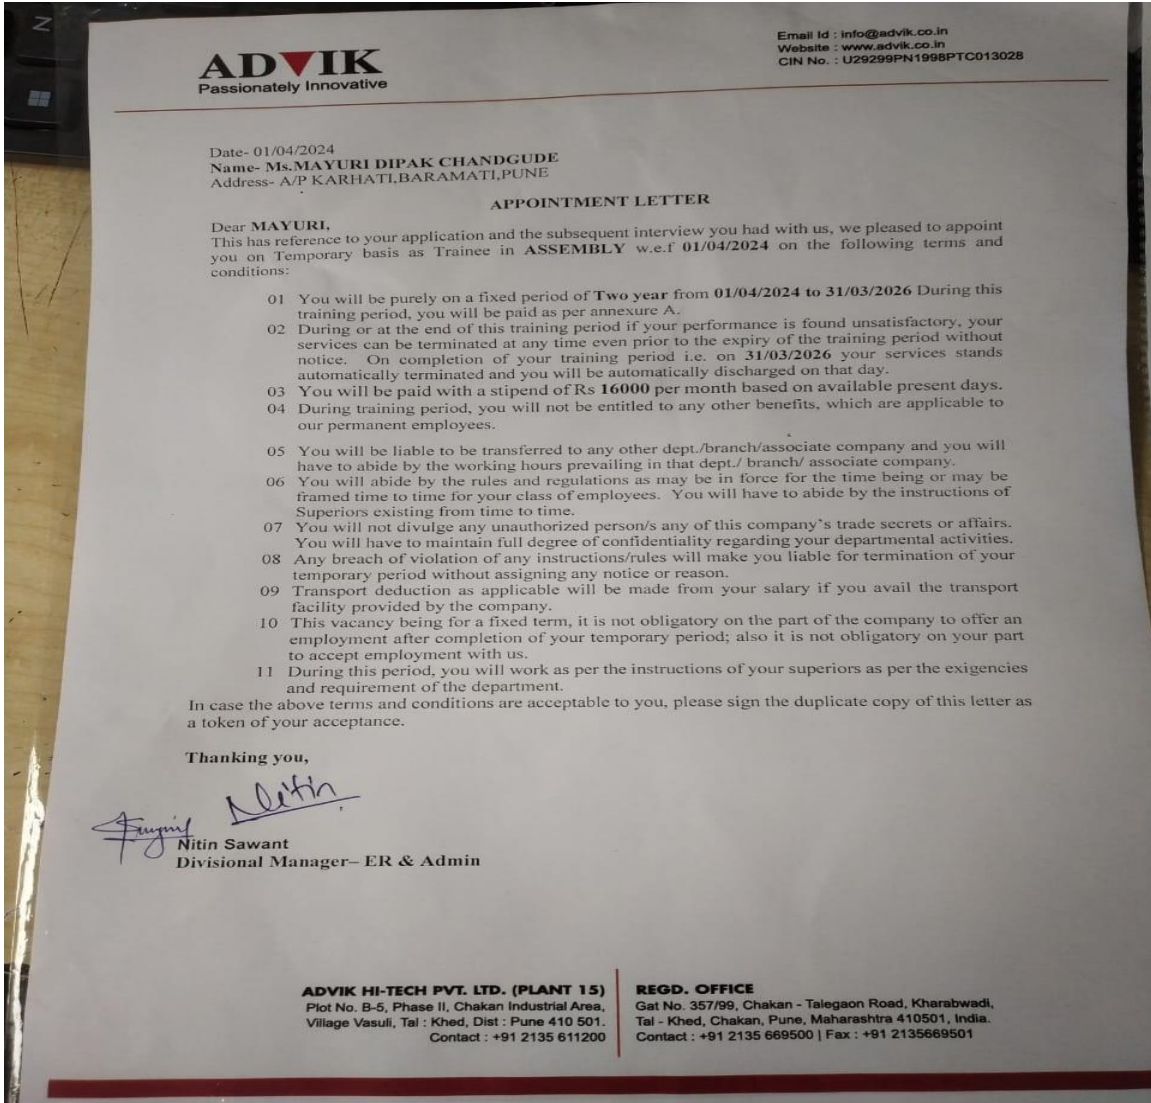 Z
ADVIK
Passionately Innovative
Email Id : info@advik.co.in
Website : www.advik.co.in
CIN No. : U29299PN1998PTC013028
Date- 01/04/2024
Name- Ms.MAYURI DIPAK CHANDGUDE
Address- A/P KARHATI,BARAMATI,PUNE
APPOINTMENT LETTER
Dear MAYURI,
This has reference to your application and the subsequent interview you had with us, we pleased to appoint
you on Temporary basis as Trainee in ASSEMBLY w.e.f 01/04/2024 on the following terms and
conditions:
01 You will be purely on a fixed period of Two year from 01/04/2024 to 31/03/2026 During this
training period, you will be paid as per annexure A.
02 During or at the end of this training period if your performance is found unsatisfactory, your
services can be terminated at any time even prior to the expiry of the training period without
notice. On completion of your training period i.e. on 31/03/2026 your services stands
automatically terminated and you will be automatically discharged on that day.
03 You will be paid with a stipend of Rs 16000 per month based on available present days.
04 During training period, you will not be entitled to any other benefits, which are applicable to
our permanent employees.
05 You will be liable to be transferred to any other dept./branch/associate company and you will
have to abide by the working hours prevailing in that dept./ branch/ associate company.
06 You will abide by the rules and regulations as may be in force for the time being or may be
framed time to time for your class of employees. You will have to abide by the instructions of
Superiors existing from time to time.
07 You will not divulge any unauthorized person/s any of this company's trade secrets or affairs.
You will have to maintain full degree of confidentiality regarding your departmental activities.
08 Any breach of violation of any instructions/rules will make you liable for termination of your
temporary period without assigning any notice or reason.
09 Transport deduction as applicable will be made from your salary if you avail the transport
facility provided by the company.
10 This vacancy being for a fixed term, it is not obligatory on the part of the company to offer an
employment after completion of your temporary period; also it is not obligatory on your part
to accept employment with us.
11 During this period, you will work as per the instructions of your superiors as per the exigencies
and requirement of the department.
In case the above terms and conditions are acceptable to you, please sign the duplicate copy of this letter as
a token of your acceptance.
Thanking you,
Nitin
Nitin Sawant
Divisional Manager– ER & Admin
ADVIK HI-TECH PVT. LTD. (PLANT 15)
Plot No. B-5, Phase II, Chakan Industrial Area,
Village Vasuli, Tal : Khed, Dist : Pune 410 501.
Contact : +91 2135 611200
REGD. OFFICE
Gat No. 357/99, Chakan - Talegaon Road, Kharabwadi,
Tal - Khed, Chakan, Pune, Maharashtra 410501, India.
Contact : +91 2135 669500 | Fax : +91 2135669501